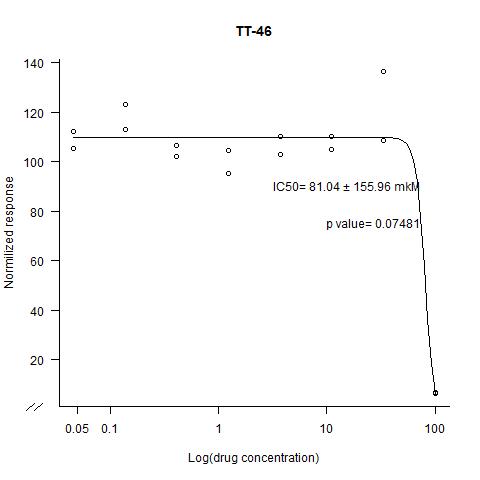 TT-46
140
120
100
80
60
40
20
Normilized response
IC50= 81.04 ± 155.96 mkM
p value= 0.07481
0.05 0.1 1 10 100
Log(drug concentration)